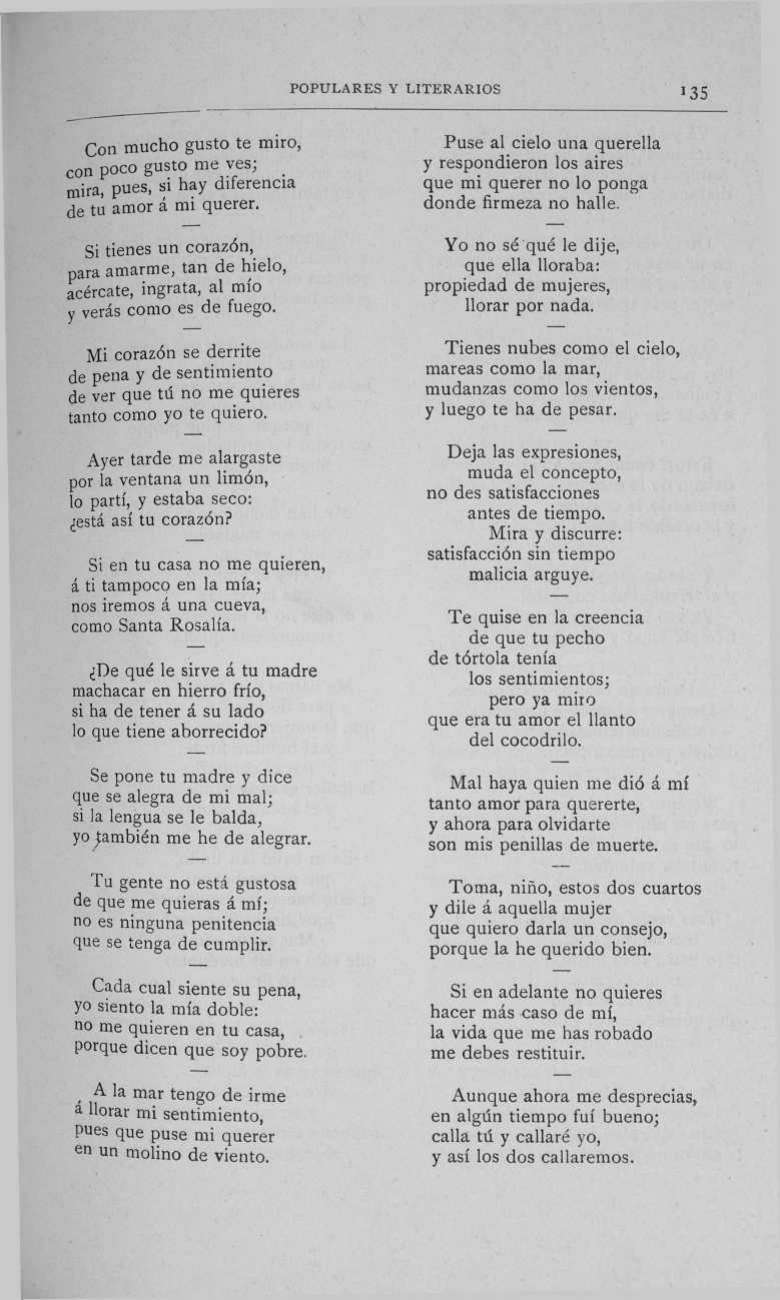 POPULARES Y LITERARIOS 135
Con mucho gusto te miro,
con poco gusto me ves;
mira, pues, si hay diferencia
de tu amor á mi querer.
—
Si tienes un corazón,
para amarme, tan de hielo,
acércate, ingrata, al mío
y verás como es de fuego.
—
Mi corazón se derrite
de pena y de sentimiento
de ver que tú no me quieres
tanto como yo te quiero.
—
Ayer tarde me alargaste
por la ventana un limón,
lo partí, y estaba seco:
¿está así tu corazón?
—
Si en tu casa no me quieren,
á ti tampoco en la mía;
nos iremos á una cueva,
como Santa Rosalía.
—
¿De qué le sirve á tu madre
machacar en hierro frío,
si ha de tener á su lado
lo que tiene aborrecido?
—
Se pone tu madre y dice
que se alegra de mi mal;
si la lengua se le balda,
yo también me he de alegrar.
—
Tu gente no está gustosa
de que me quieras á mí;
no es ninguna penitencia
que se tenga de cumplir.
—
Cada cual siente su pena,
yo siento la mía doble:
no me quieren en tu casa,
porque dicen que soy pobre.
—
A la mar tengo de irme
á llorar mi sentimiento,
pues que puse mi querer
en un molino de viento.
Puse al cielo una querella
y respondieron los aires
que mi querer no lo ponga
donde firmeza no halle.
—
Yo no sé qué le dije,
que ella lloraba:
propiedad de mujeres,
llorar por nada.
—
Tienes nubes como el cielo,
mareas como la mar,
mudanzas como los vientos,
y luego te ha de pesar.
—
Deja las expresiones,
muda el concepto,
no des satisfacciones
antes de tiempo.
Mira y discurre:
satisfacción sin tiempo
malicia arguye.
—
Te quise en la creencia
de que tu pecho
de tórtola tenía
los sentimientos;
pero ya miro
que era tu amor el llanto
del cocodrilo.
—
Mal haya quien me dió á mí
tanto amor para quererte,
y ahora para olvidarte
son mis penillas de muerte.
—
Toma, niño, estos dos cuartos
y dile á aquella mujer
que quiero darla un consejo,
porque la he querido bien.
—
Si en adelante no quieres
hacer más caso de mí,
la vida que me has robado
me debes restituir.
—
Aunque ahora me desprecias,
en algún tiempo fuí bueno;
calla tú y callaré yo,
y así los dos callaremos.